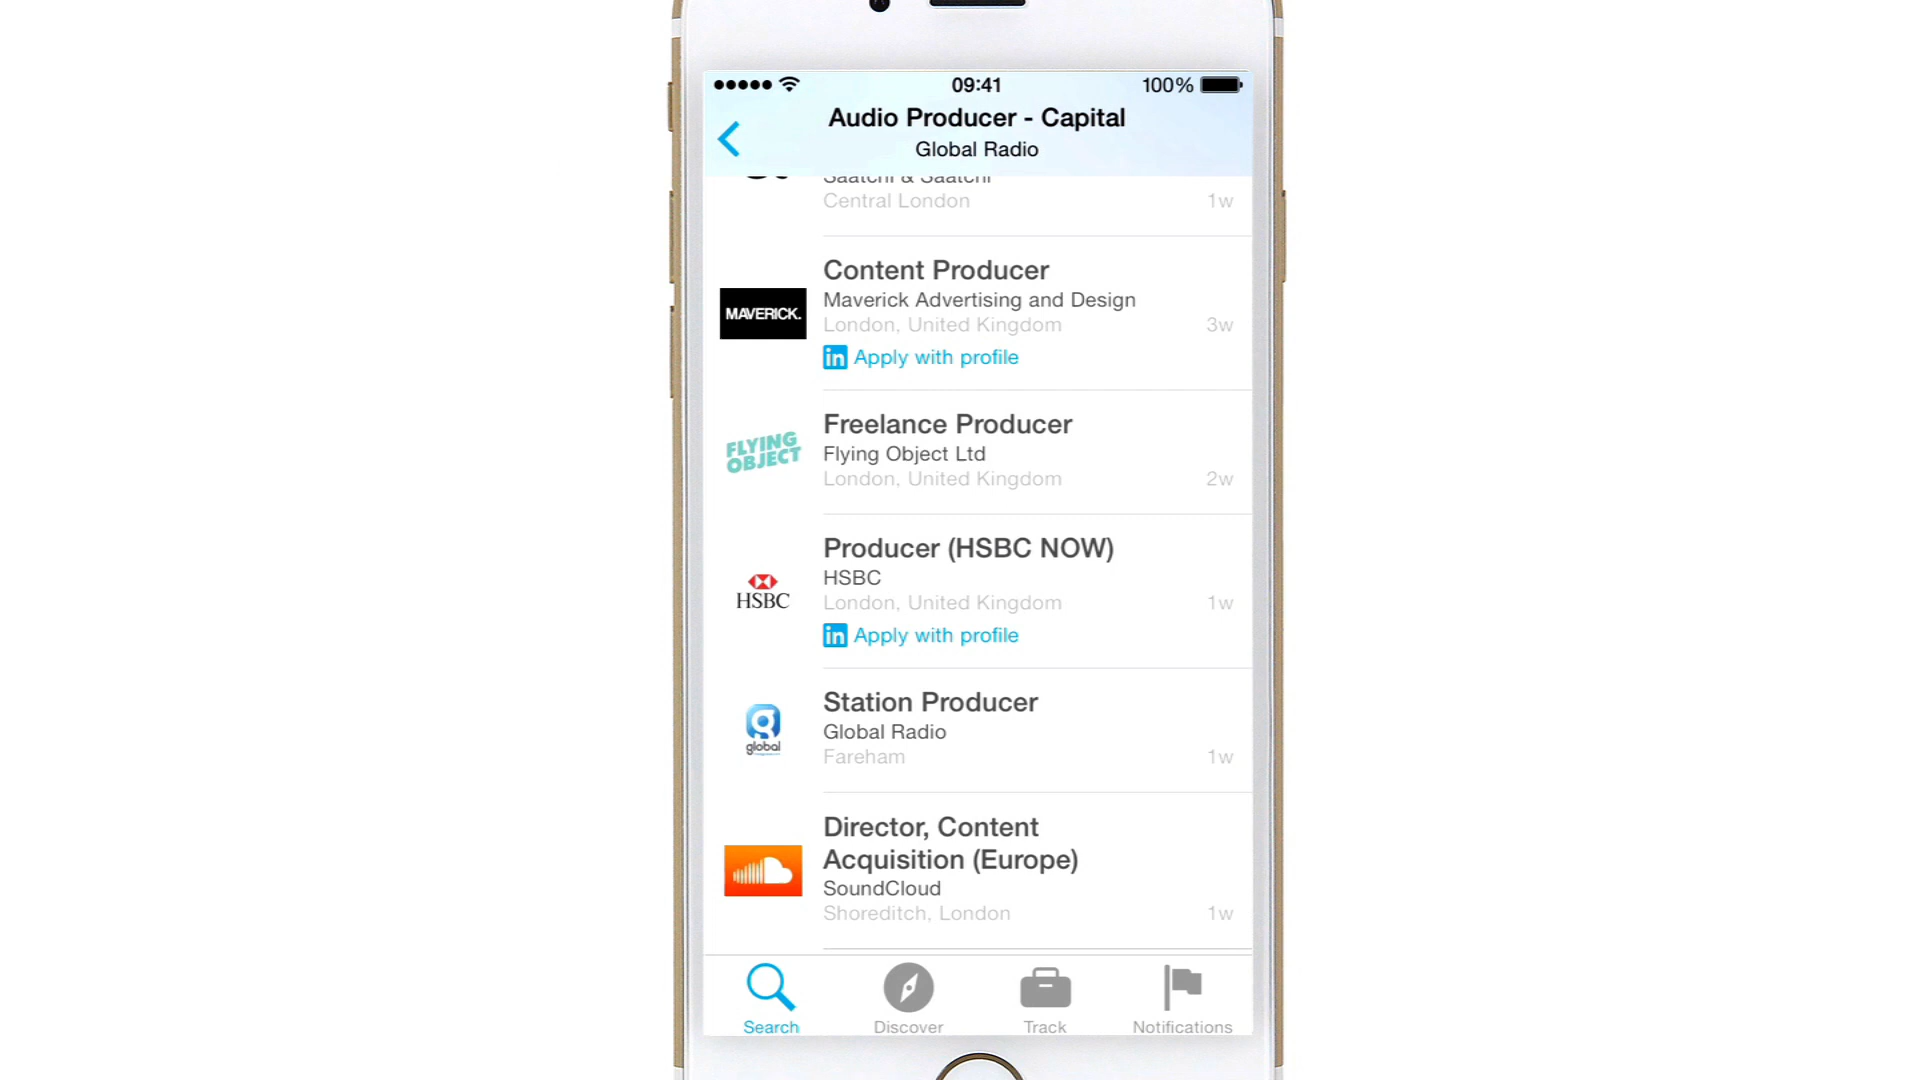 09:41
100%
Audio Producer - Capital
Global Radio
Saatchi & Saatchi
Central London
1w
Content Producer
MAVERICK.
Maverick Advertising and Design
London, United Kingdom
3w
in Apply with profile
Freelance Producer
FLYING
OBJECT
Flying Object Ltd
London, United Kingdom
2w
Producer (HSBC NOW)
HSBC
HSBC
London, United Kingdom
1w
in Apply with profile
Station Producer
global
Global Radio
Fareham
1w
Director, Content
Acquisition (Europe)
SoundCloud
Shoreditch, London
1w
Search
Discover
Track
Notifications